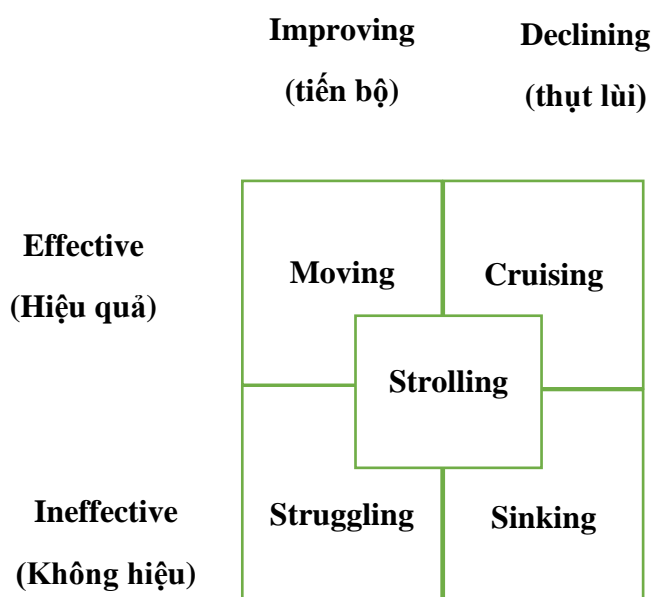 Improving
(tiến bộ)
Declining
(thụt lùi)
Effective
(Hiệu quả)
Moving
Cruising
Strolling
Ineffective
(Không hiệu)
Struggling
Sinking